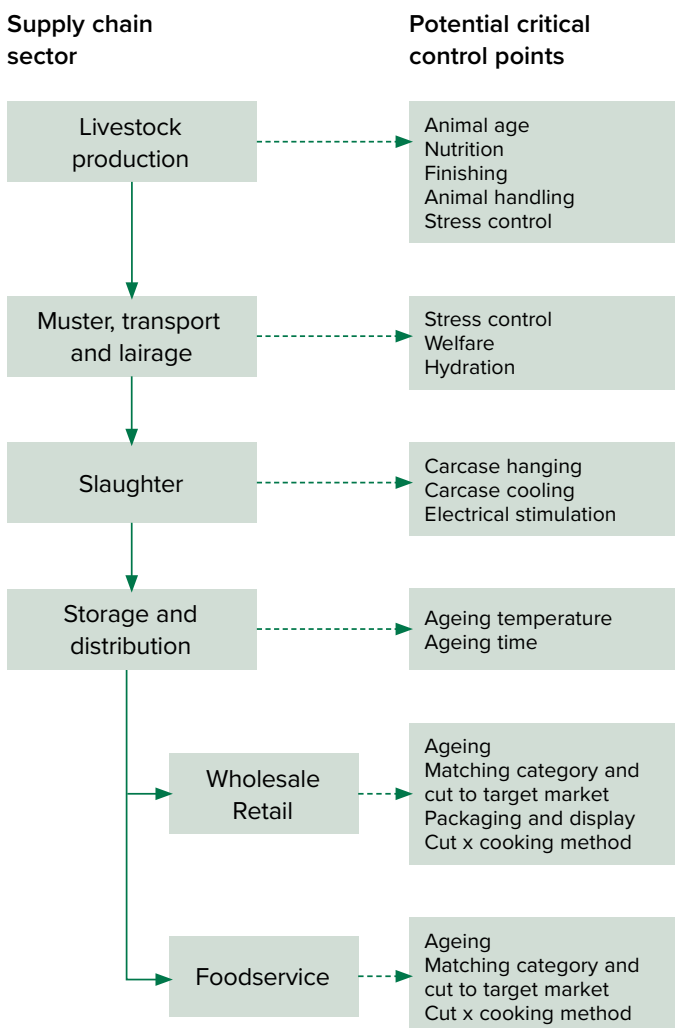 Supply chain
sector
Potential critical
control points
Livestock
production
Animal age
Nutrition
Finishing
Animal handling
Stress control
Muster, transport
and lairage
Stress control
Welfare
Hydration
Slaughter
Carcase hanging
Carcase cooling
Electrical stimulation
Storage and
distribution
Ageing temperature
Ageing time
Wholesale
Retail
Ageing
Matching category and
cut to target market
Packaging and display
Cut x cooking method
Foodservice
Ageing
Matching category and
cut to target market
Cut x cooking method